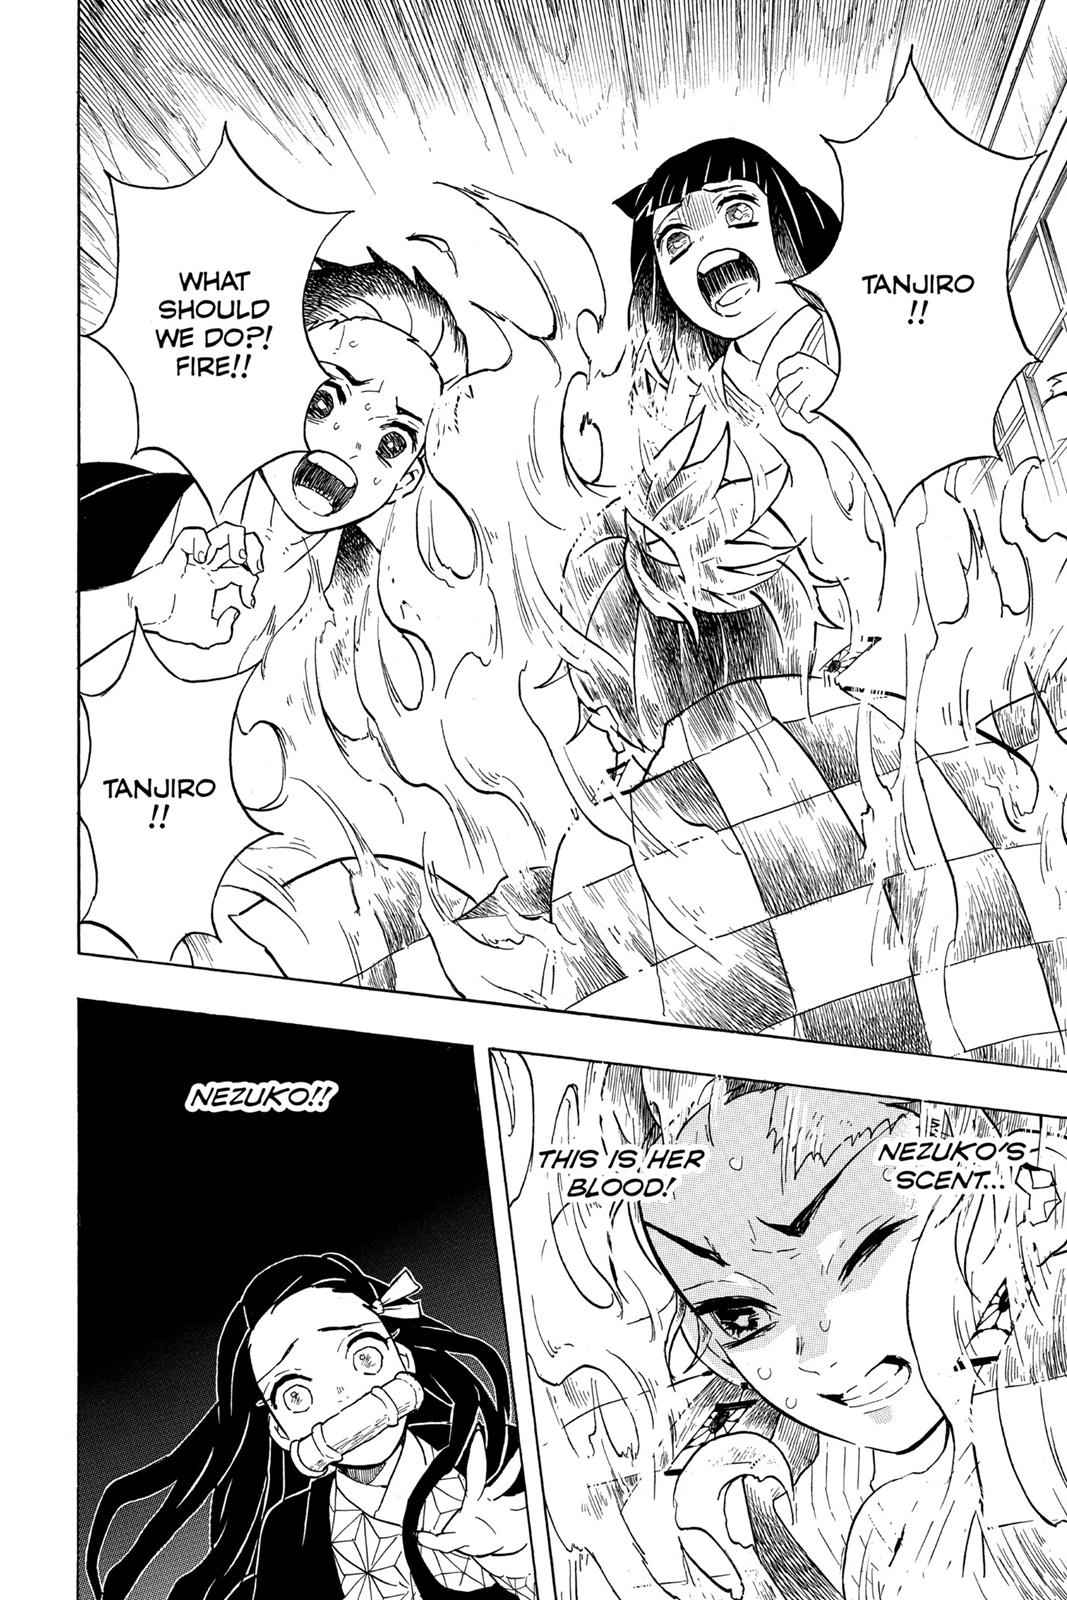 TANJIRO
!!
WHAT
SHOULD
WE DO?!
FIRE!!
TANJIRO
!!
NEZUKO'S
SCENT...
THIS IS HER
BLOOD!
NEZUKO!!